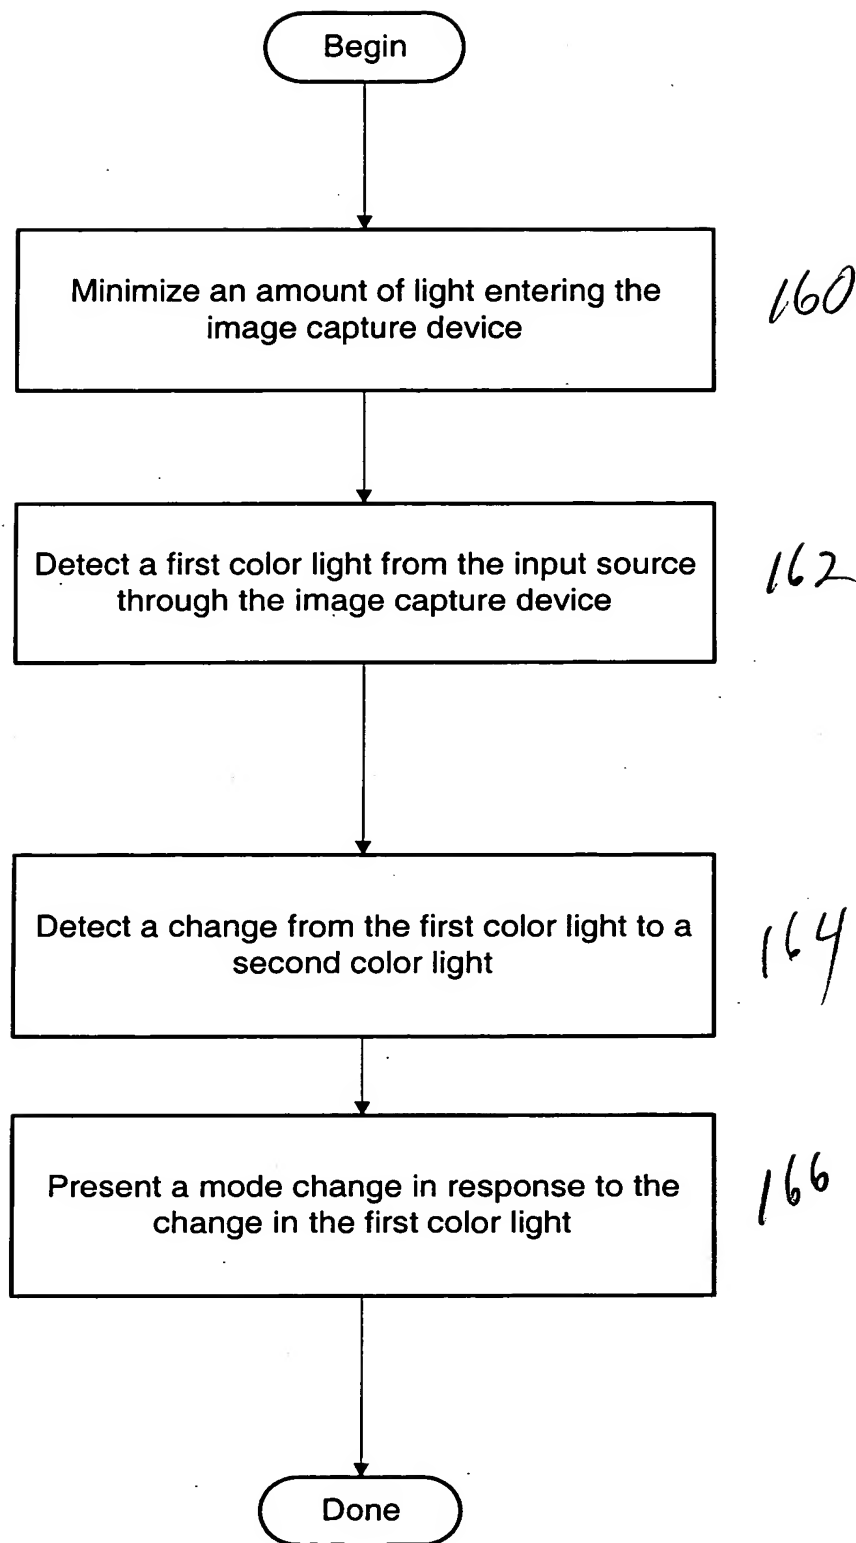 Begin
Minimize an amount of light entering the
image capture device
160
Detect a first color light from the input source
through the image capture device
162
Detect a change from the first color light to a
second color light
164
Present a mode change in response to the
change in the first color light
166
Done